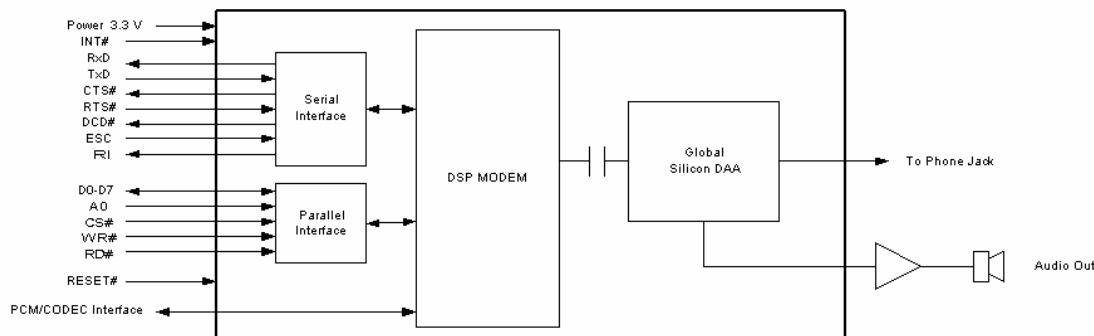 Power 3.3 V
INT#
RxD
TxD
CTS#
RTS#
DCD#
ESC
RI
D0-D7
A0
CS#
WR#
RD#
RESET#
PCM/CODEC Interface
Serial
Interface
Parallel
Interface
DSP MODEM
Global
Silicon DAA
To Phone Jack
Audio Out